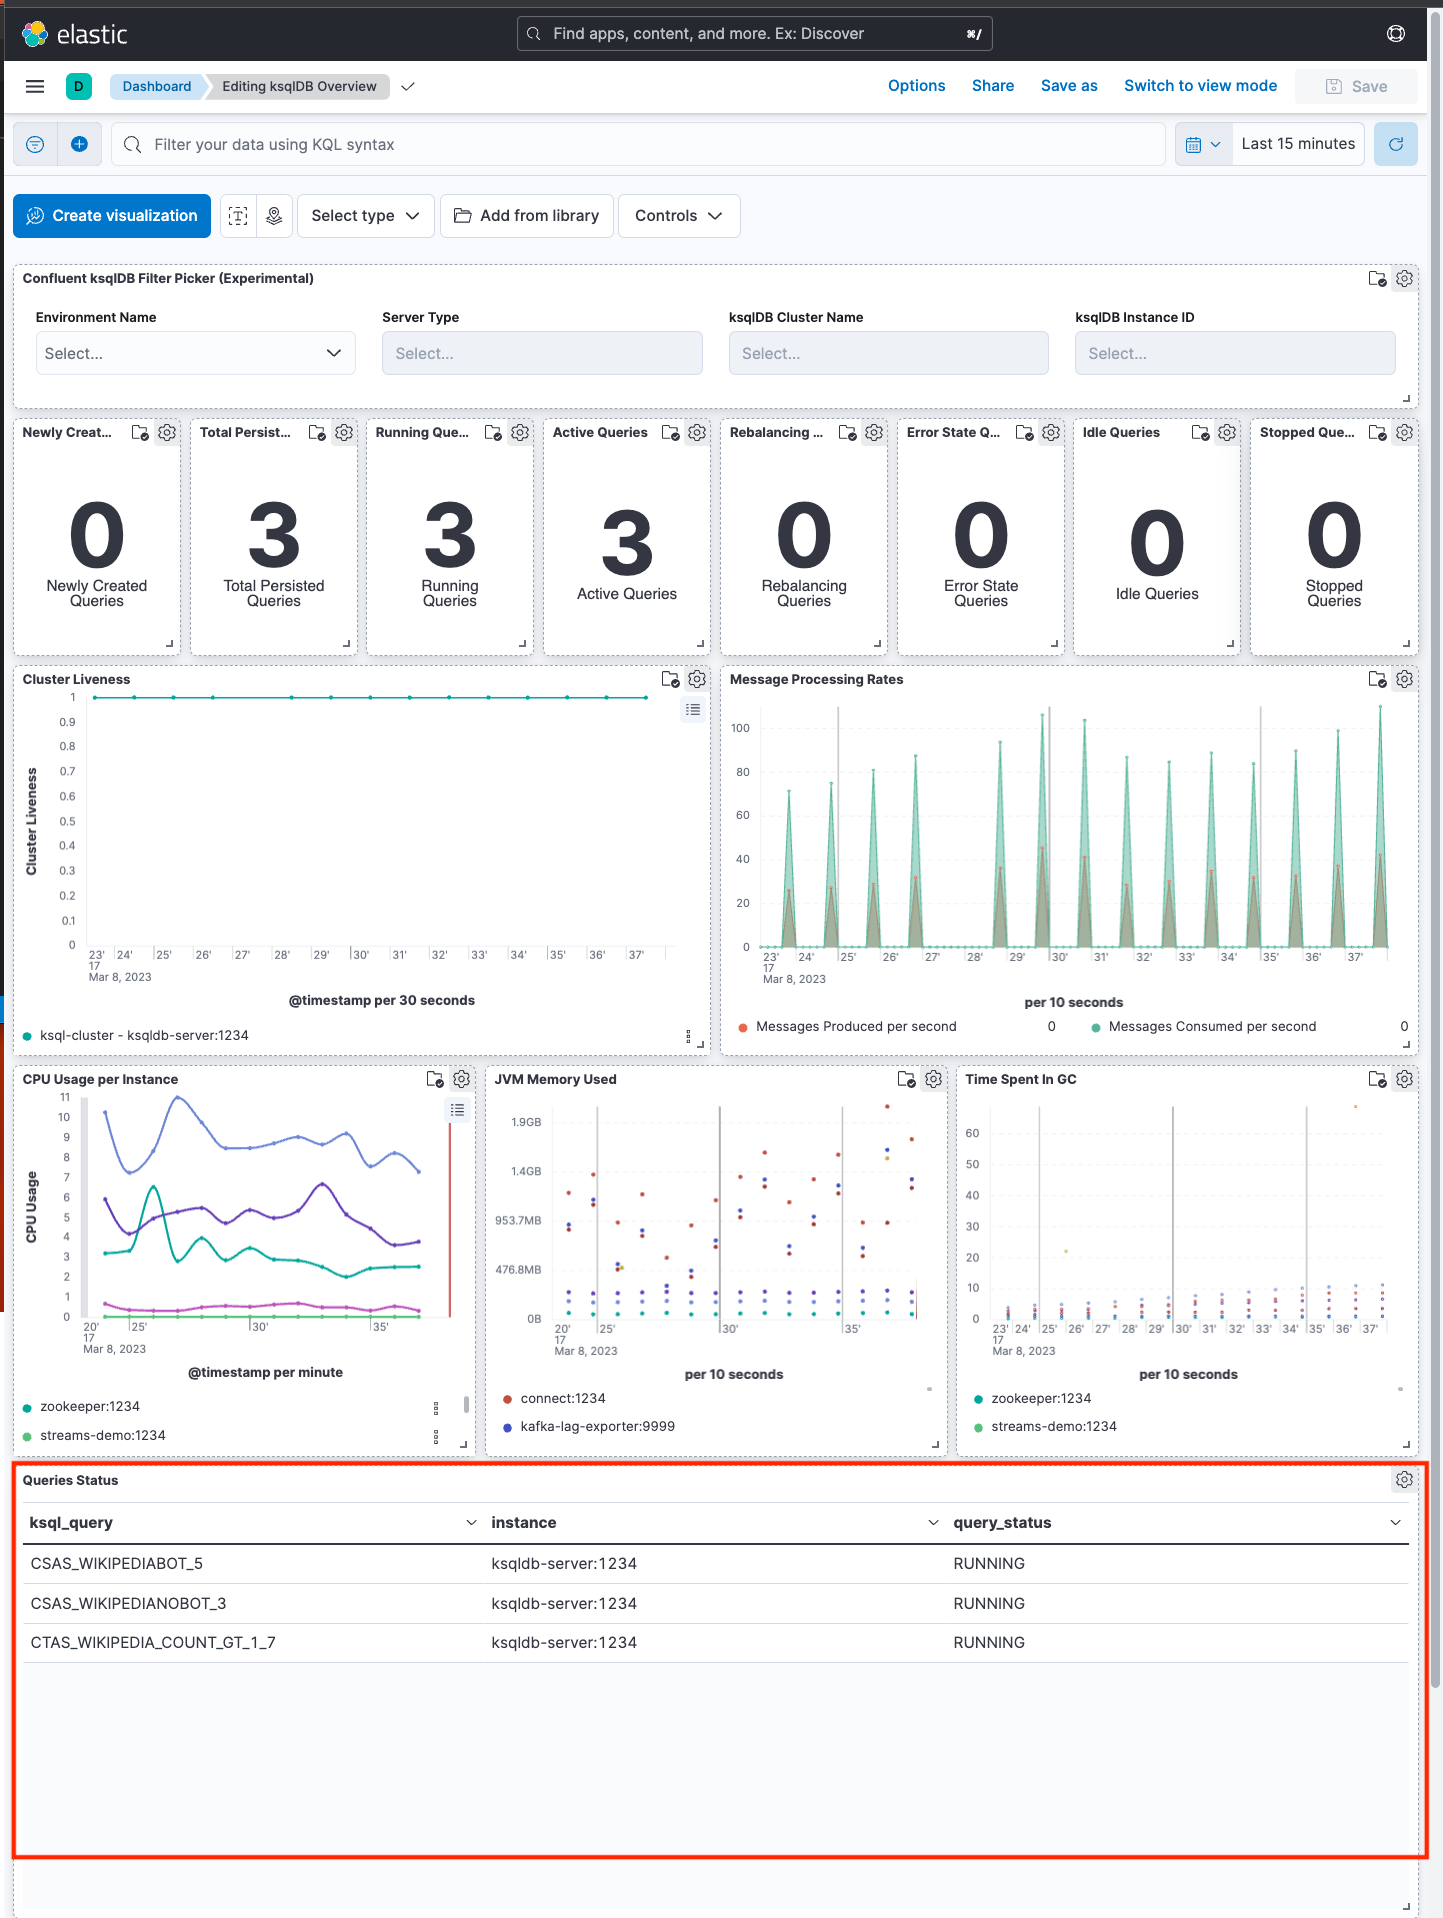 elastic
Find apps, content, and more. Ex: Discover
⌘/
D
Dashboard
Editing ksqlDB Overview
Options
Share
Save as
Switch to view mode
Save
Filter your data using KQL syntax
Last 15 minutes
Create visualization
T
Select type
Add from library
Controls
Confluent ksqlDB Filter Picker (Experimental)
Environment Name
Server Type
ksqlDB Cluster Name
ksqlDB Instance ID
Select...
Select...
Select...
Select...
Newly Creat...
Total Persist...
Running Que...
Active Queries
Rebalancing ...
Error State Q...
Idle Queries
Stopped Que...
0
Newly Created
Queries
3
Total Persisted
Queries
3
Running
Queries
3
Active Queries
0
Rebalancing
Queries
0
Error State
Queries
0
Idle Queries
0
Stopped
Queries
Cluster Liveness
Cluster Liveness
1
0.9
0.8
0.7
0.6
0.5
0.4
0.3
0.2
0.1
0
23' 24' 25' 26' 27' 28' 29' 30' 31' 32' 33' 34' 35' 36' 37'
17
Mar 8, 2023
@timestamp per 30 seconds
ksql-cluster - ksqldb-server:1234
Message Processing Rates
100
80
60
40
20
0
23' 24' 25' 26' 27' 28' 29' 30' 31' 32' 33' 34' 35' 36' 37'
17
Mar 8, 2023
per 10 seconds
Messages Produced per second 0
Messages Consumed per second 0
CPU Usage per Instance
CPU Usage
11
10
9
8
7
6
5
4
3
2
1
0
20' 25' 30' 35'
17
Mar 8, 2023
@timestamp per minute
zookeeper:1234
streams-demo:1234
JVM Memory Used
1.9GB
1.4GB
953.7MB
476.8MB
0B
20' 25' 30' 35'
17
Mar 8, 2023
per 10 seconds
connect:1234
kafka-lag-exporter:9999
Time Spent In GC
60
50
40
30
20
10
0
23' 24' 25' 26' 27' 28' 29' 30' 31' 32' 33' 34' 35' 36' 37'
17
Mar 8, 2023
per 10 seconds
zookeeper:1234
streams-demo:1234
Queries Status
ksql_query instance query_status
CSAS_WIKIPEDIABOT_5 ksqldb-server:1234 RUNNING
CSAS_WIKIPEDIANOBOT_3 ksqldb-server:1234 RUNNING
CTAS_WIKIPEDIA_COUNT_GT_1_7 ksqldb-server:1234 RUNNING